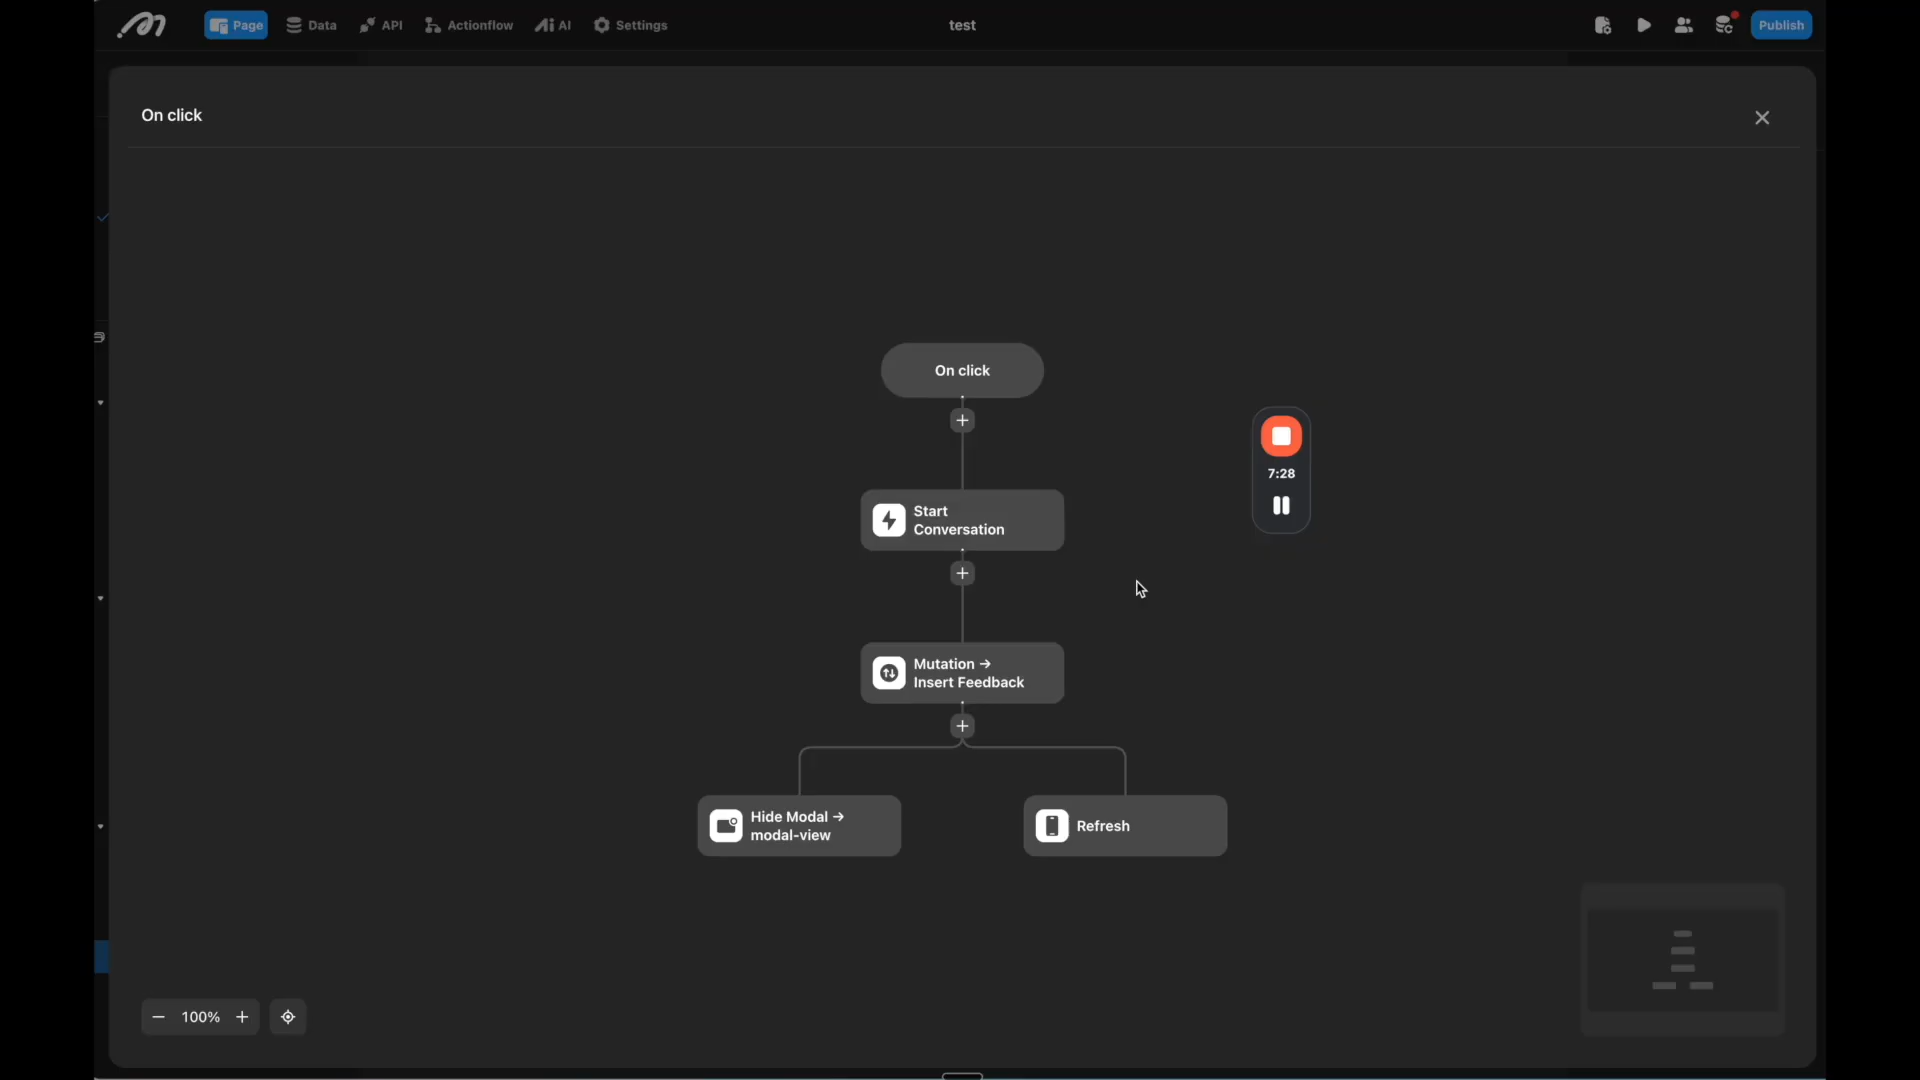 Page
Data
API
Actionflow
AI
Settings
test
Publish
On click
On click
7:28
Start
Conversation
Mutation →
Insert Feedback
Hide Modal →
modal-view
Refresh
100%